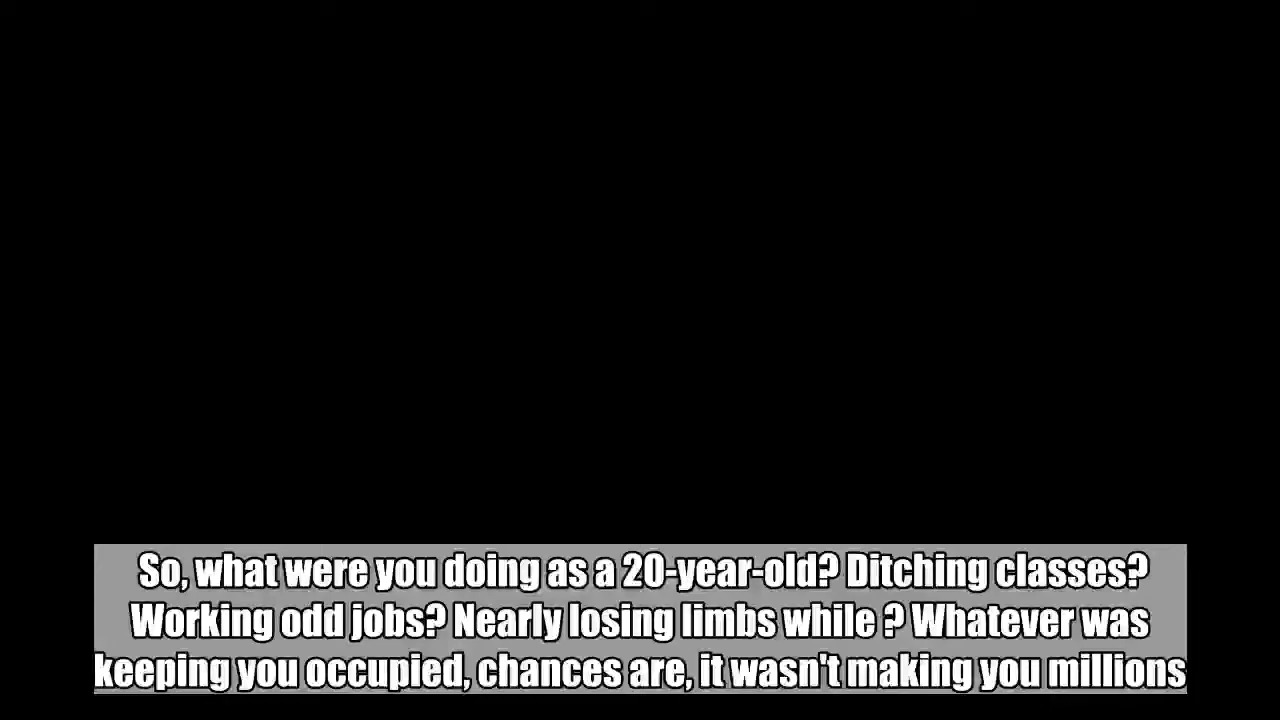 So, what were you doing as a 20-year-old? Ditching classes?
Working odd jobs? Nearly losing limbs while ? Whatever was
keeping you occupied, chances are, it wasn't making you millions